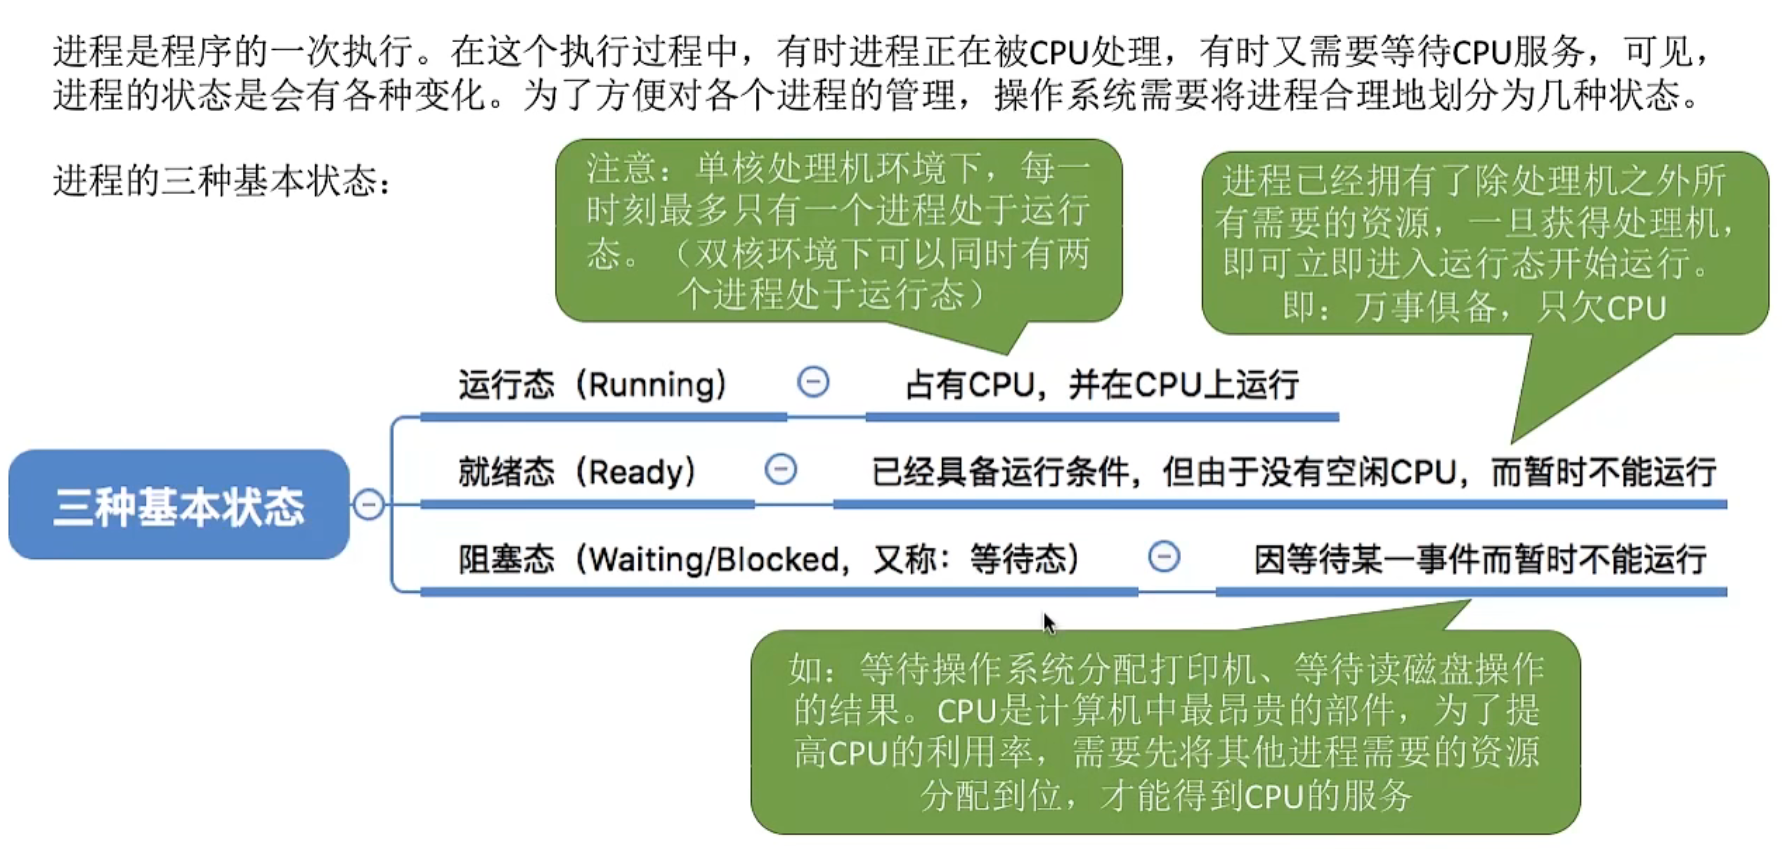 进程是程序的一次执行。在这个执行过程中，有时进程正在被CPU处理，有时又需要等待CPU服务，可见，
进程的状态是会有各种变化。为了方便对各个进程的管理，操作系统需要将进程合理地划分为几种状态。
进程的三种基本状态：
注意：单核处理机环境下，每一
时刻最多只有一个进程处于运行
态。（双核环境下可以同时有两
个进程处于运行态）
进程已经拥有了除处理机之外所
有需要的资源，一旦获得处理机，
即可立即进入运行态开始运行。
即：万事俱备，只欠CPU
运行态（Running）
占有CPU，并在CPU上运行
三种基本状态
就绪态（Ready）
已经具备运行条件，但由于没有空闲CPU，而暂时不能运行
阻塞态（Waiting/Blocked，又称：等待态）
因等待某一事件而暂时不能运行
如：等待操作系统分配打印机、等待读磁盘操作
的结果。CPU是计算机中最昂贵的部件，为了提
高CPU的利用率，需要先将其他进程需要的资源
分配到位，才能得到CPU的服务